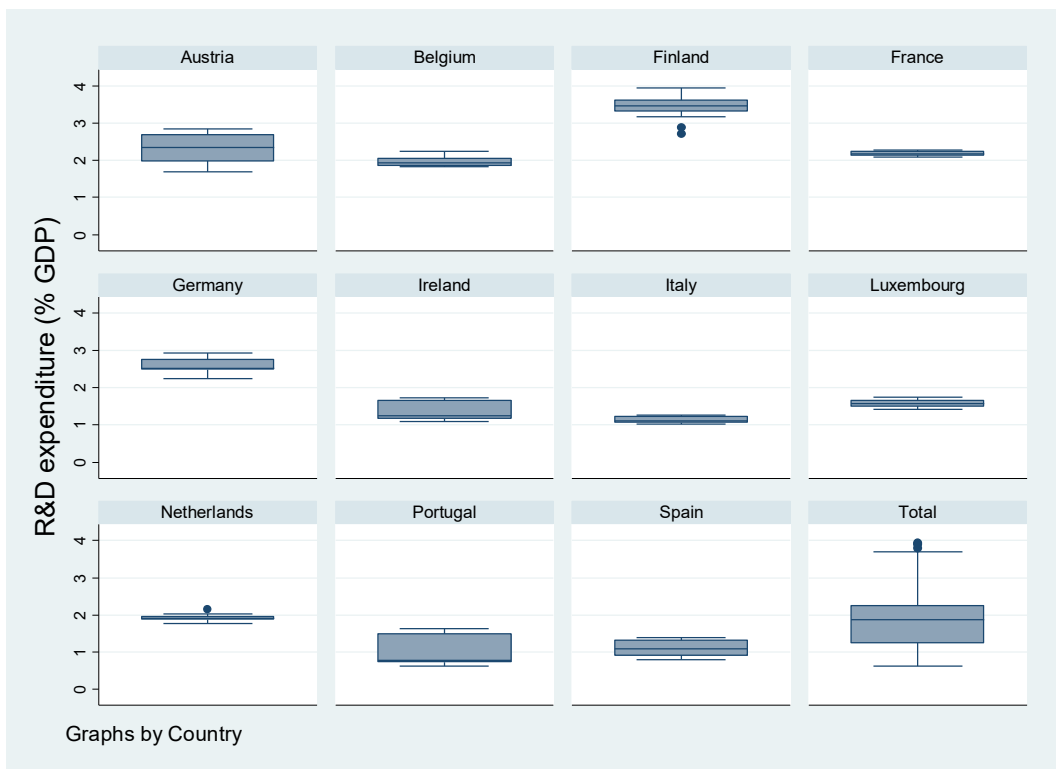 R&D expenditure (% GDP)
Austria
Belgium
Finland
France
4
3
2
1
0
Germany
Ireland
Italy
Luxembourg
4
3
2
1
0
Netherlands
Portugal
Spain
Total
4
3
2
1
0
Graphs by Country